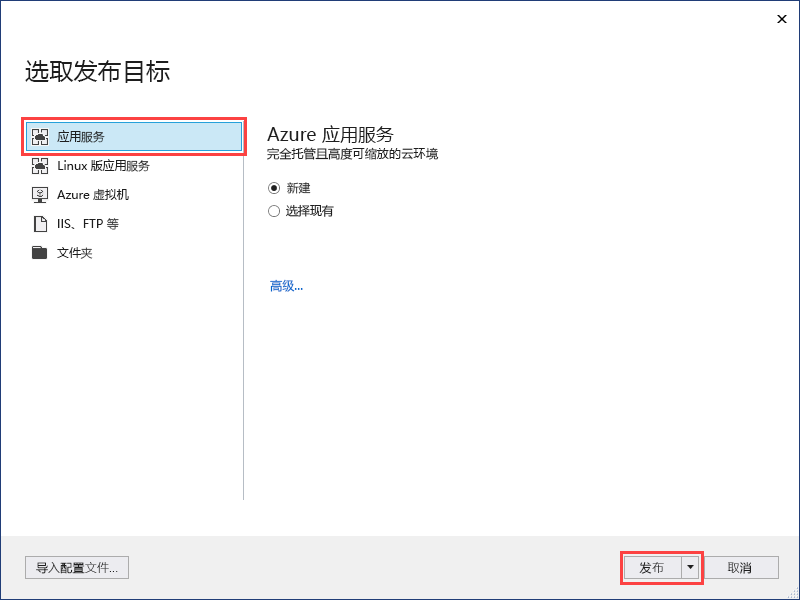 选取发布目标
应用服务
Linux 版应用服务
Azure 虚拟机
IIS、FTP 等
文件夹
Azure 应用服务
完全托管且高度可缩放的云环境
新建
选择现有
高级...
导入配置文件...
发布
取消